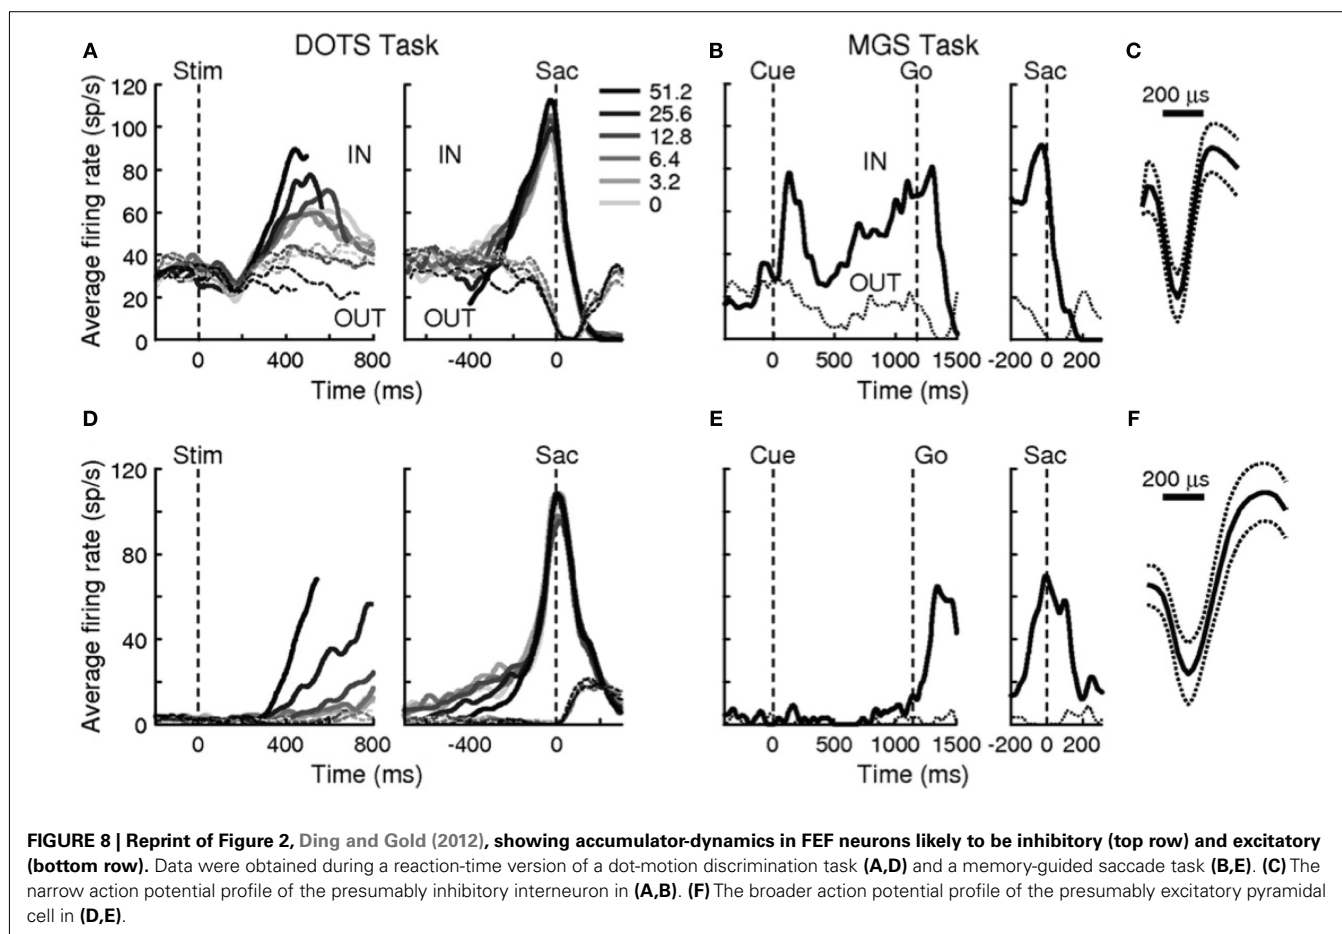 DOTS Task
MGS Task
A
Stim
Sac
51.2
25.6
12.8
6.4
3.2
0
IN
IN
OUT
OUT
Average firing rate (sp/s)
120
100
80
60
40
20
0
0 400 800
-400 0
Time (ms)
B
Cue
Go
Sac
IN
OUT
0 500 1000 1500
-200 0 200
Time (ms)
C
200 µs
D
Stim
Sac
Average firing rate (sp/s)
120
80
40
0
0 400 800
-400 0
Time (ms)
E
Cue
Go
Sac
0 500 1000 1500
-200 0 200
Time (ms)
F
200 µs
FIGURE 8 | Reprint of Figure 2, Ding and Gold (2012), showing accumulator-dynamics in FEF neurons likely to be inhibitory (top row) and excitatory
(bottom row). Data were obtained during a reaction-time version of a dot-motion discrimination task (A,D) and a memory-guided saccade task (B,E). (C) The
narrow action potential profile of the presumably inhibitory interneuron in (A,B). (F) The broader action potential profile of the presumably excitatory pyramidal
cell in (D,E).